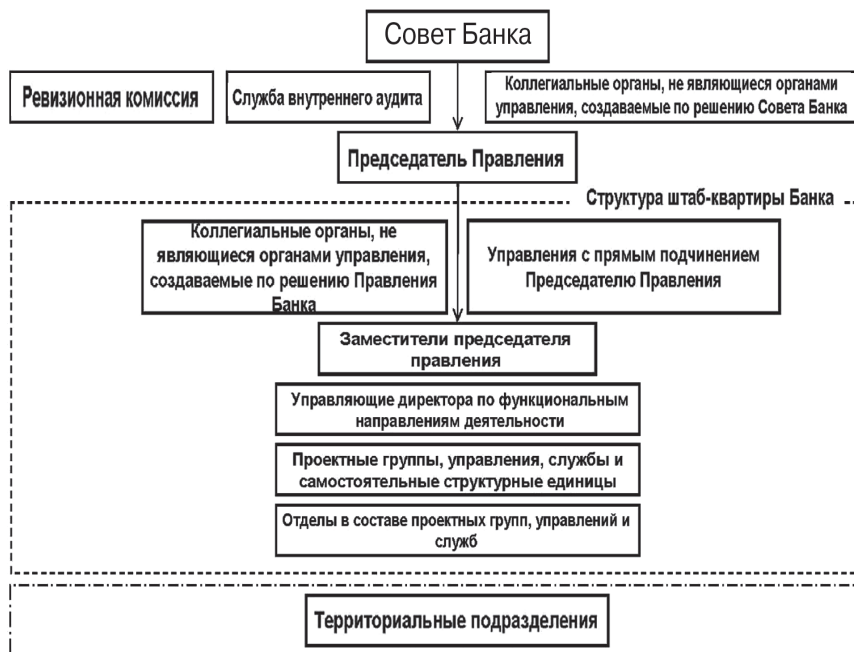 Совет Банка
Ревизионная комиссия
Служба внутреннего аудита
Коллегиальные органы, не являющиеся органами
управления, создаваемые по решению Совета Банка
Председатель Правления
Структура штаб-квартиры Банка
Коллегиальные органы, не
являющиеся органами управления,
создаваемые по решению Правления
Банка
Управления с прямым подчинением
Председателю Правления
Заместители председателя
правления
Управляющие директора по функциональным
направлениям деятельности
Проектные группы, управления, службы и
самостоятельные структурные единицы
Отделы в составе проектных групп, управлений и
служб
Территориальные подразделения